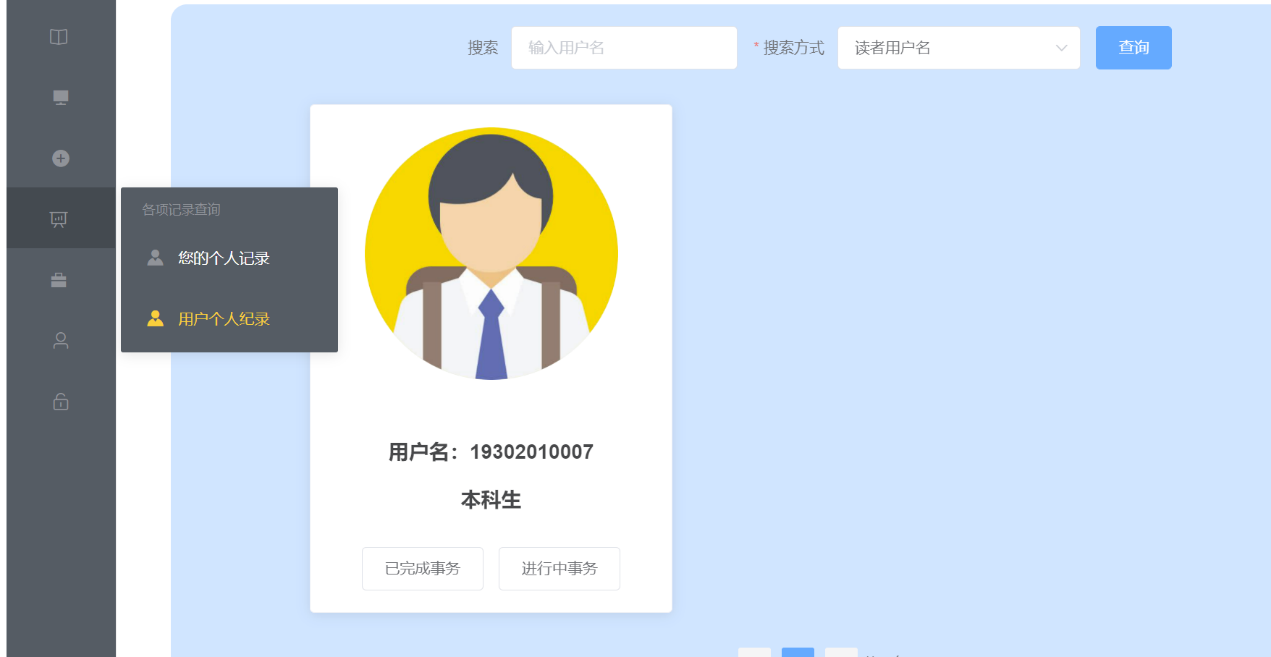 搜索 输入用户名 * 搜索方式 读者用户名 查询
各项记录查询
您的个人记录
用户个人纪录
用户名：19302010007
本科生
已完成事务 进行中事务